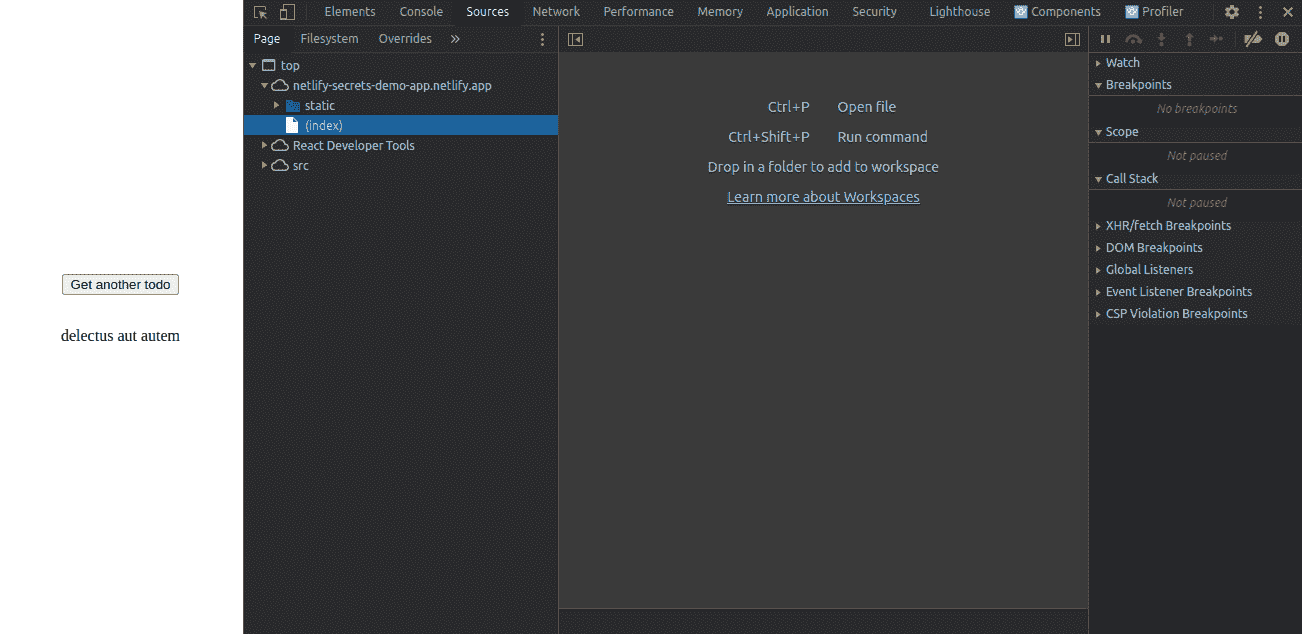 Elements Console Sources Network Performance Memory Application Security Lighthouse Components Profiler
Page Filesystem Overrides »
top
netlify-secrets-demo-app.netlify.app
static
(index)
React Developer Tools
src
Get another todo
delectus aut autem
Ctrl+P Open file
Ctrl+Shift+P Run command
Drop in a folder to add to workspace
Learn more about Workspaces
Watch
Breakpoints
No breakpoints
Scope
Not paused
Call Stack
Not paused
XHR/fetch Breakpoints
DOM Breakpoints
Global Listeners
Event Listener Breakpoints
CSP Violation Breakpoints